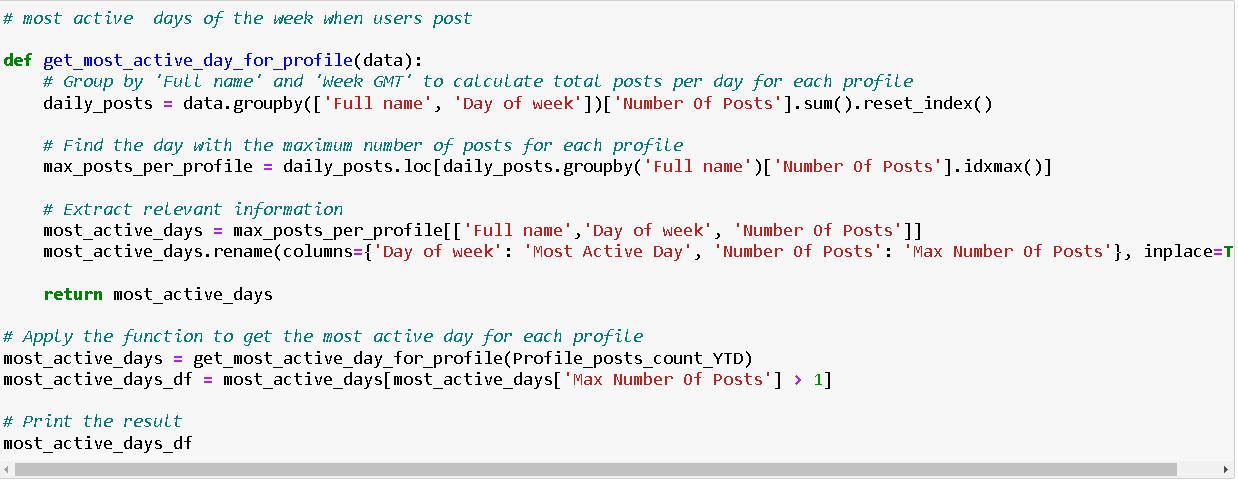 # most active  days of the week when users post

def get_most_active_day_for_profile(data):
    # Group by 'Full name' and 'Week GMT' to calculate total posts per day for each profile
    daily_posts = data.groupby(['Full name', 'Day of week'])['Number Of Posts'].sum().reset_index()

    # Find the day with the maximum number of posts for each profile
    max_posts_per_profile = daily_posts.loc[daily_posts.groupby('Full name')['Number Of Posts'].idxmax()]

    # Extract relevant information
    most_active_days = max_posts_per_profile[['Full name','Day of week', 'Number Of Posts']]
    most_active_days.rename(columns={'Day of week': 'Most Active Day', 'Number Of Posts': 'Max Number Of Posts'}, inplace=T

    return most_active_days

# Apply the function to get the most active day for each profile
most_active_days = get_most_active_day_for_profile(Profile_posts_count_YTD)
most_active_days_df = most_active_days[most_active_days['Max Number Of Posts'] > 1]

# Print the result
most_active_days_df